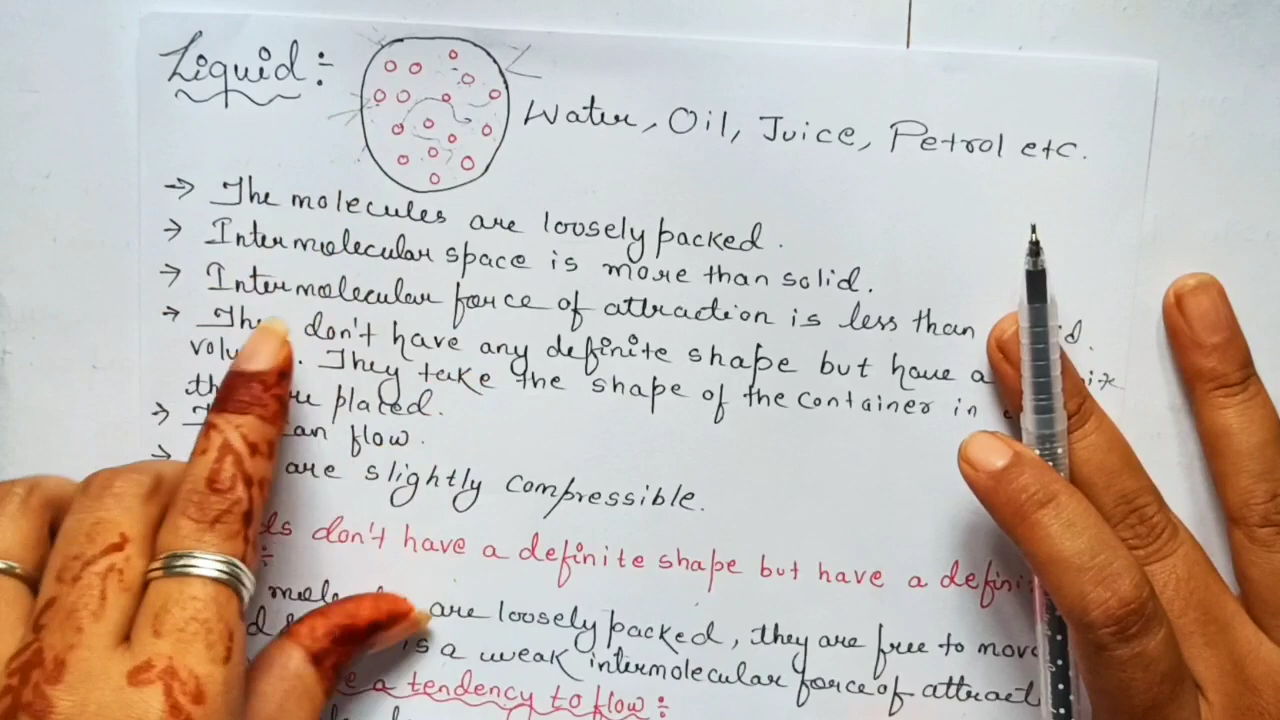 Liquid:
Water, Oil, Juice, Petrol etc.
→ The molecules are loosely packed.
→ Intermolecular space is more than solid.
→ Intermolecular force of attraction is less than
→ don't have any definite shape but have a
They take the shape of the container in
placed.
→ flow.
→ are slightly compressible.
don't have a definite shape but have a
are loosely packed, they are free to move
is a weak intermolecular force of
a tendency to flow: